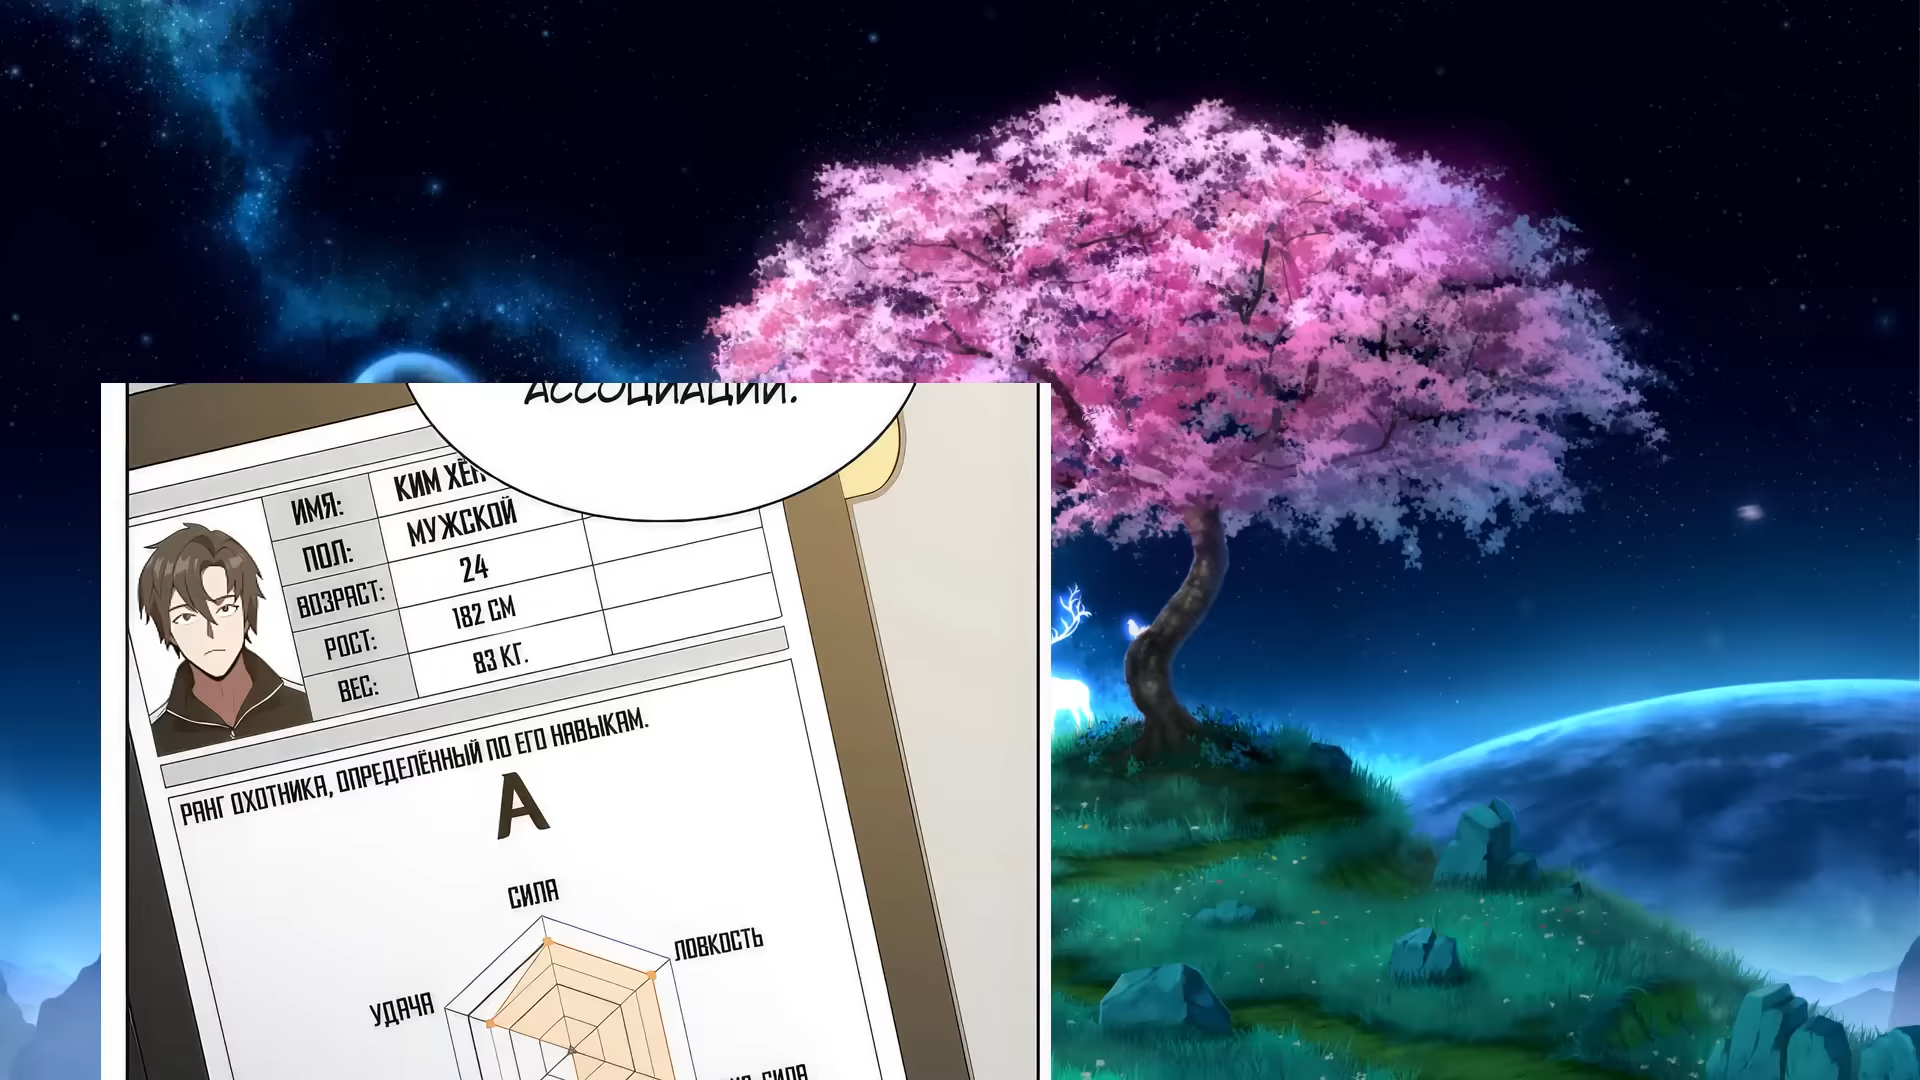 АССОЦИАЦИИ.
ИМЯ: КИМ
ПОЛ: МУЖСКОЙ
ВОЗРАСТ: 24
РОСТ: 182 СМ
ВЕС: 83 КГ.
РАНГ ОХОТНИКА, ОПРЕДЕЛЁННЫЙ ПО ЕГО НАВЫКАМ.
А
СИЛА
ЛОВКОСТЬ
УДАЧА
СИЛА